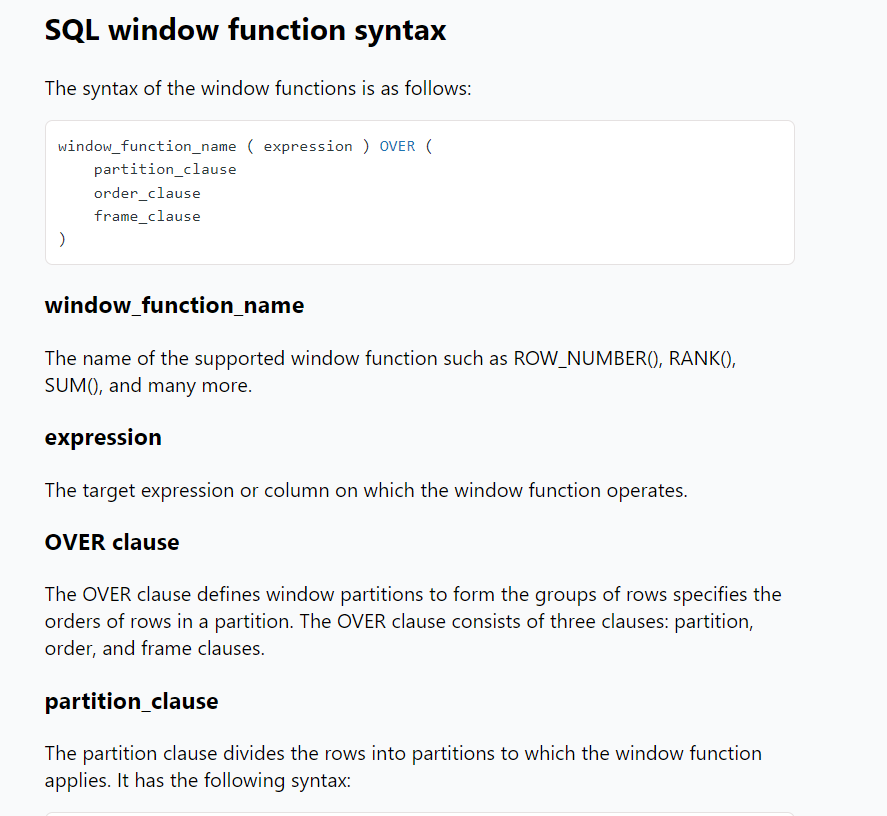 SQL window function syntax
The syntax of the window functions is as follows:
window_function_name ( expression ) OVER (
    partition_clause
    order_clause
    frame_clause
)
window_function_name
The name of the supported window function such as ROW_NUMBER(), RANK(),
SUM(), and many more.
expression
The target expression or column on which the window function operates.
OVER clause
The OVER clause defines window partitions to form the groups of rows specifies the
orders of rows in a partition. The OVER clause consists of three clauses: partition,
order, and frame clauses.
partition_clause
The partition clause divides the rows into partitions to which the window function
applies. It has the following syntax: